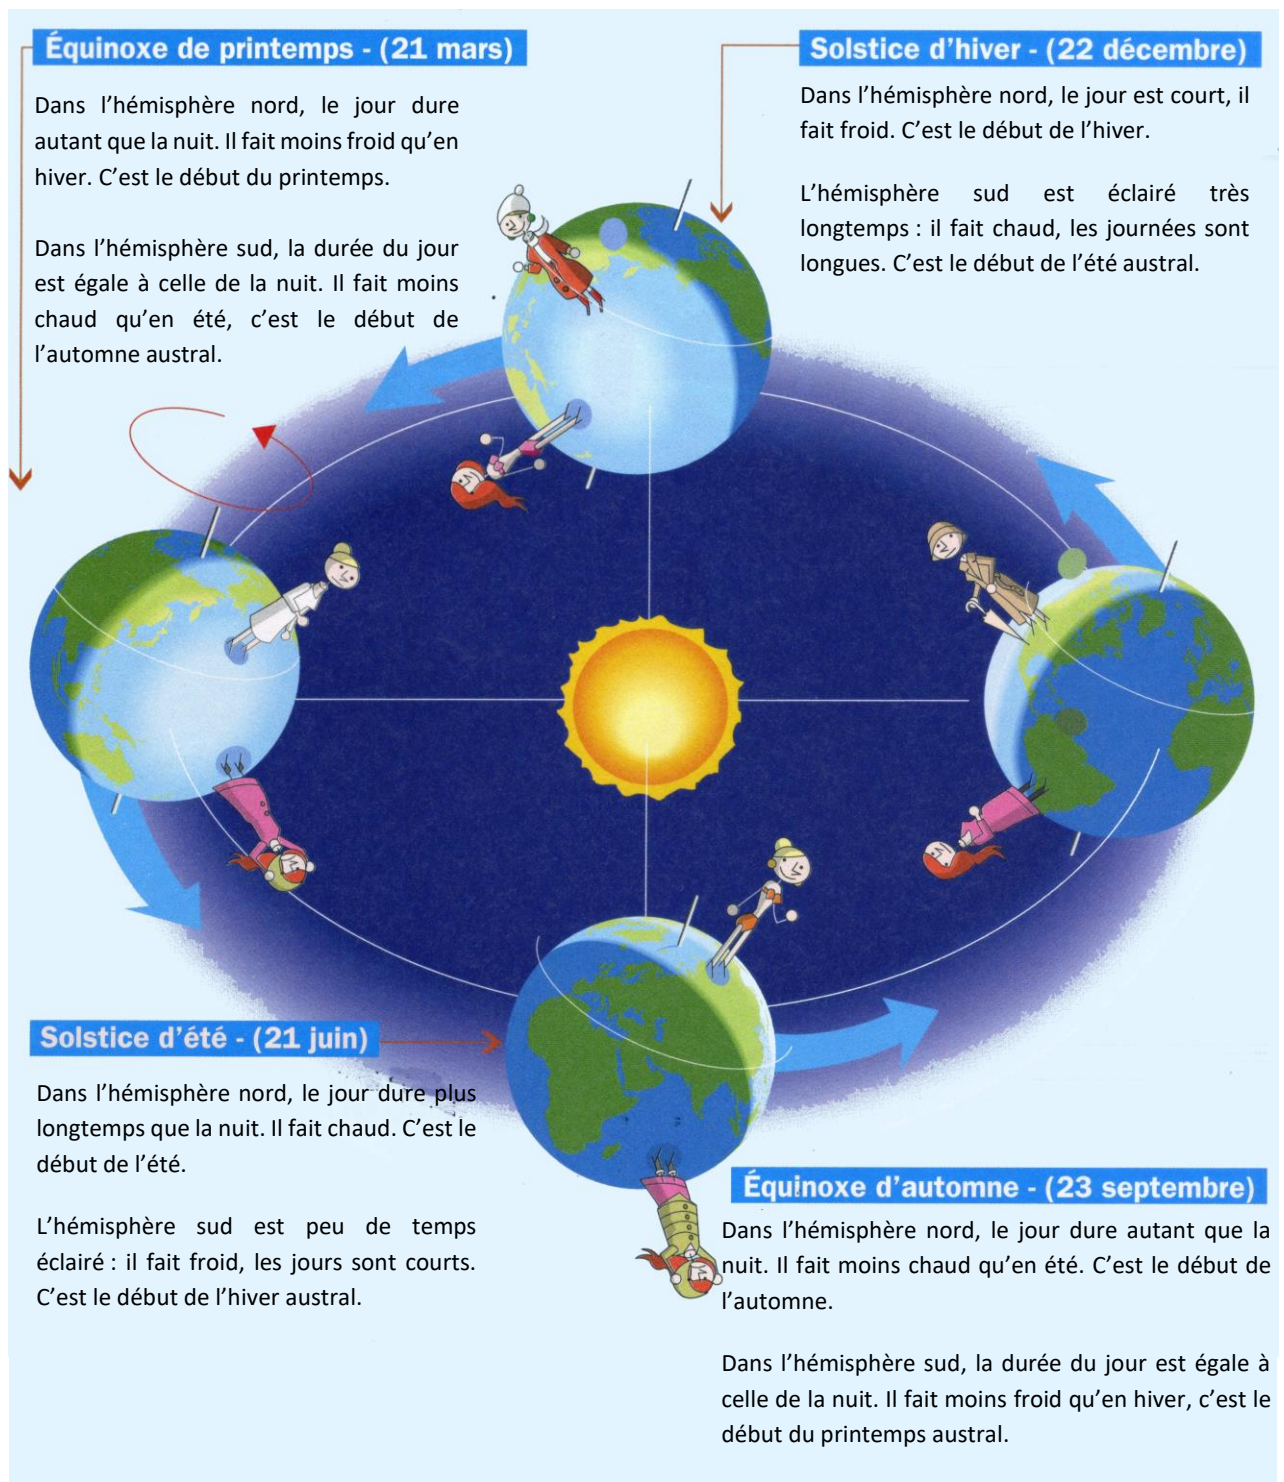 Équinoxe de printemps - (21 mars)
Dans l’hémisphère nord, le jour dure
autant que la nuit. Il fait moins froid qu’en
hiver. C’est le début du printemps.
Dans l’hémisphère sud, la durée du jour
est égale à celle de la nuit. Il fait moins
chaud qu’en été, c’est le début de
l’automne austral.
Solstice d’hiver - (22 décembre)
Dans l’hémisphère nord, le jour est court, il
fait froid. C’est le début de l’hiver.
L’hémisphère sud est éclairé très
longtemps : il fait chaud, les journées sont
longues. C’est le début de l’été austral.
Solstice d’été - (21 juin)
Dans l’hémisphère nord, le jour dure plus
longtemps que la nuit. Il fait chaud. C’est le
début de l’été.
L’hémisphère sud est peu de temps
éclairé : il fait froid, les jours sont courts.
C’est le début de l’hiver austral.
Équinoxe d’automne - (23 septembre)
Dans l’hémisphère nord, le jour dure autant que la
nuit. Il fait moins chaud qu’en été. C’est le début de
l’automne.
Dans l’hémisphère sud, la durée du jour est égale à
celle de la nuit. Il fait moins froid qu’en hiver, c’est le
début du printemps austral.